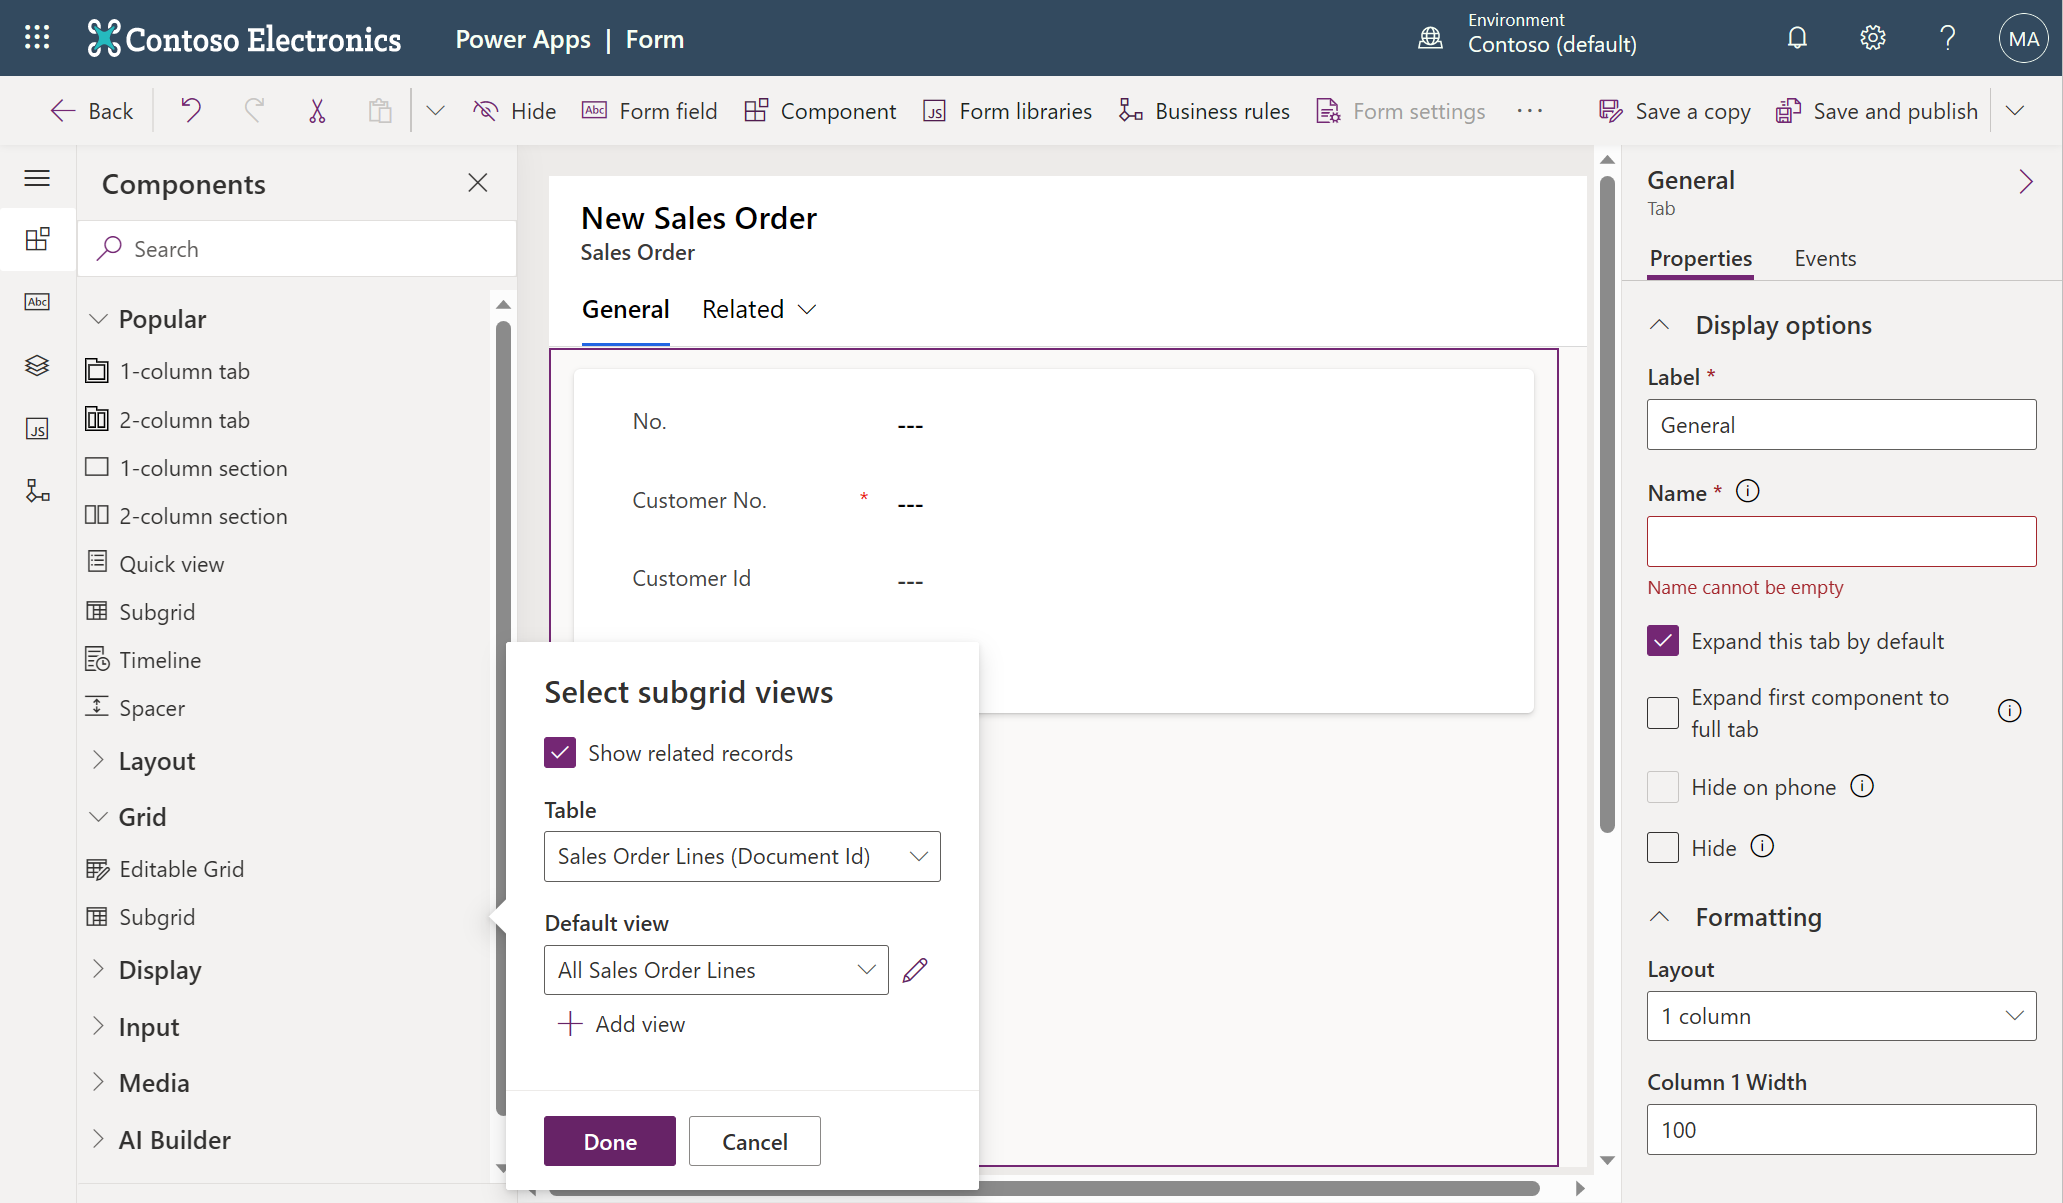 Contoso Electronics
Power Apps | Form
Environment
Contoso (default)
MA
Back
Hide
Abc
Form field
Component
JS
Form libraries
Business rules
Form settings
Save a copy
Save and publish
Components
Search
Popular
1-column tab
2-column tab
1-column section
2-column section
Quick view
Subgrid
Timeline
Spacer
Layout
Grid
Editable Grid
Subgrid
Display
Input
Media
AI Builder
Abc
JS
New Sales Order
Sales Order
General
Related
No.
---
Customer No. *
---
Customer Id
---
Select subgrid views
Show related records
Table
Sales Order Lines (Document Id)
Default view
All Sales Order Lines
Add view
Done
Cancel
General
Tab
Properties
Events
Display options
Label *
General
Name *
Name cannot be empty
Expand this tab by default
Expand first component to
full tab
Hide on phone
Hide
Formatting
Layout
1 column
Column 1 Width
100